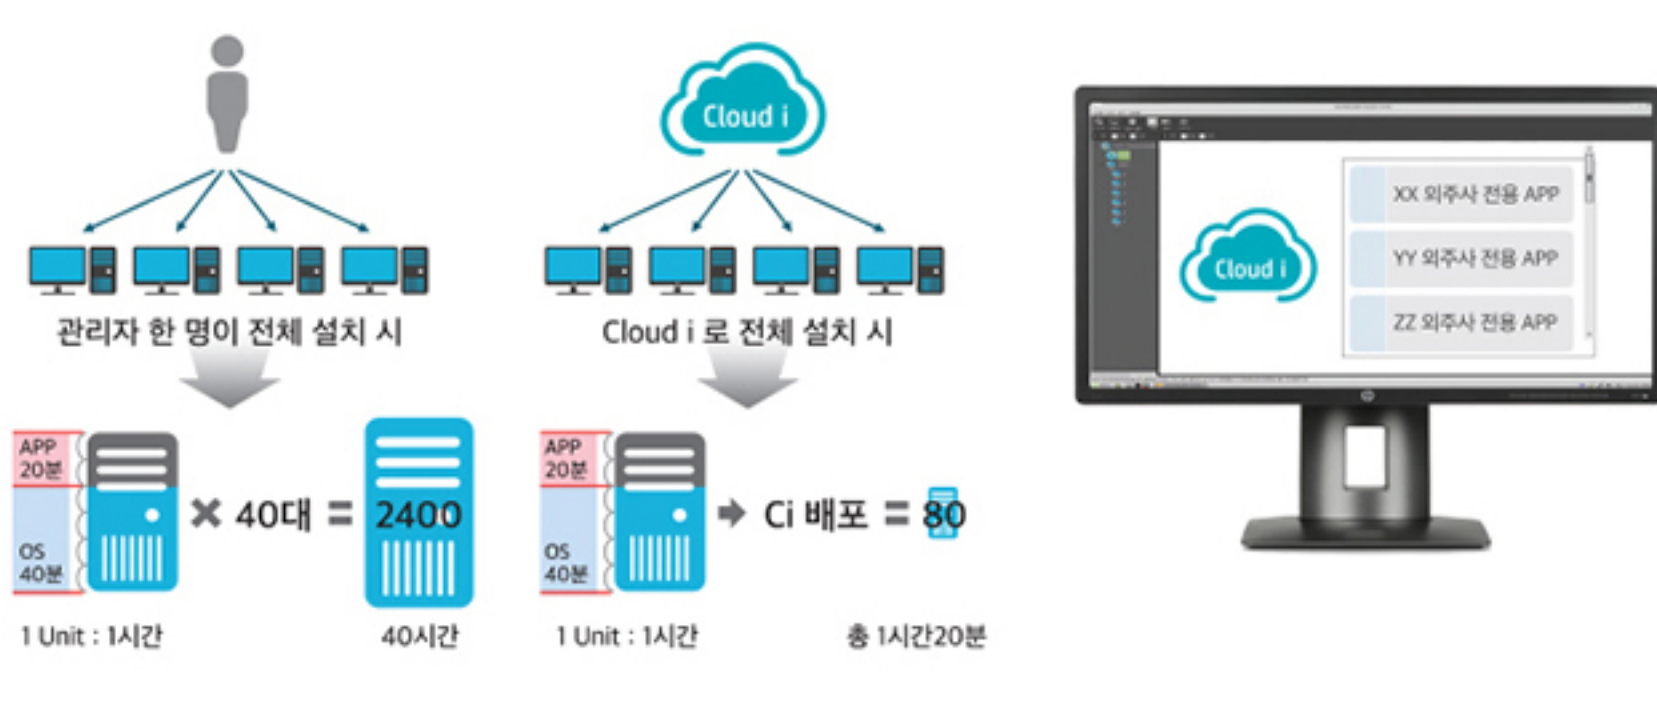 관리자 한 명이 전체 설치 시
APP
20분
OS
40분
× 40대 = 2400
1 Unit : 1시간
40시간
Cloud i
Cloud i 로 전체 설치 시
APP
20분
OS
40분
Ci 배포 = 80
1 Unit : 1시간
총 1시간20분
Cloud i
XX 외주사 전용 APP
YY 외주사 전용 APP
ZZ 외주사 전용 APP
hp